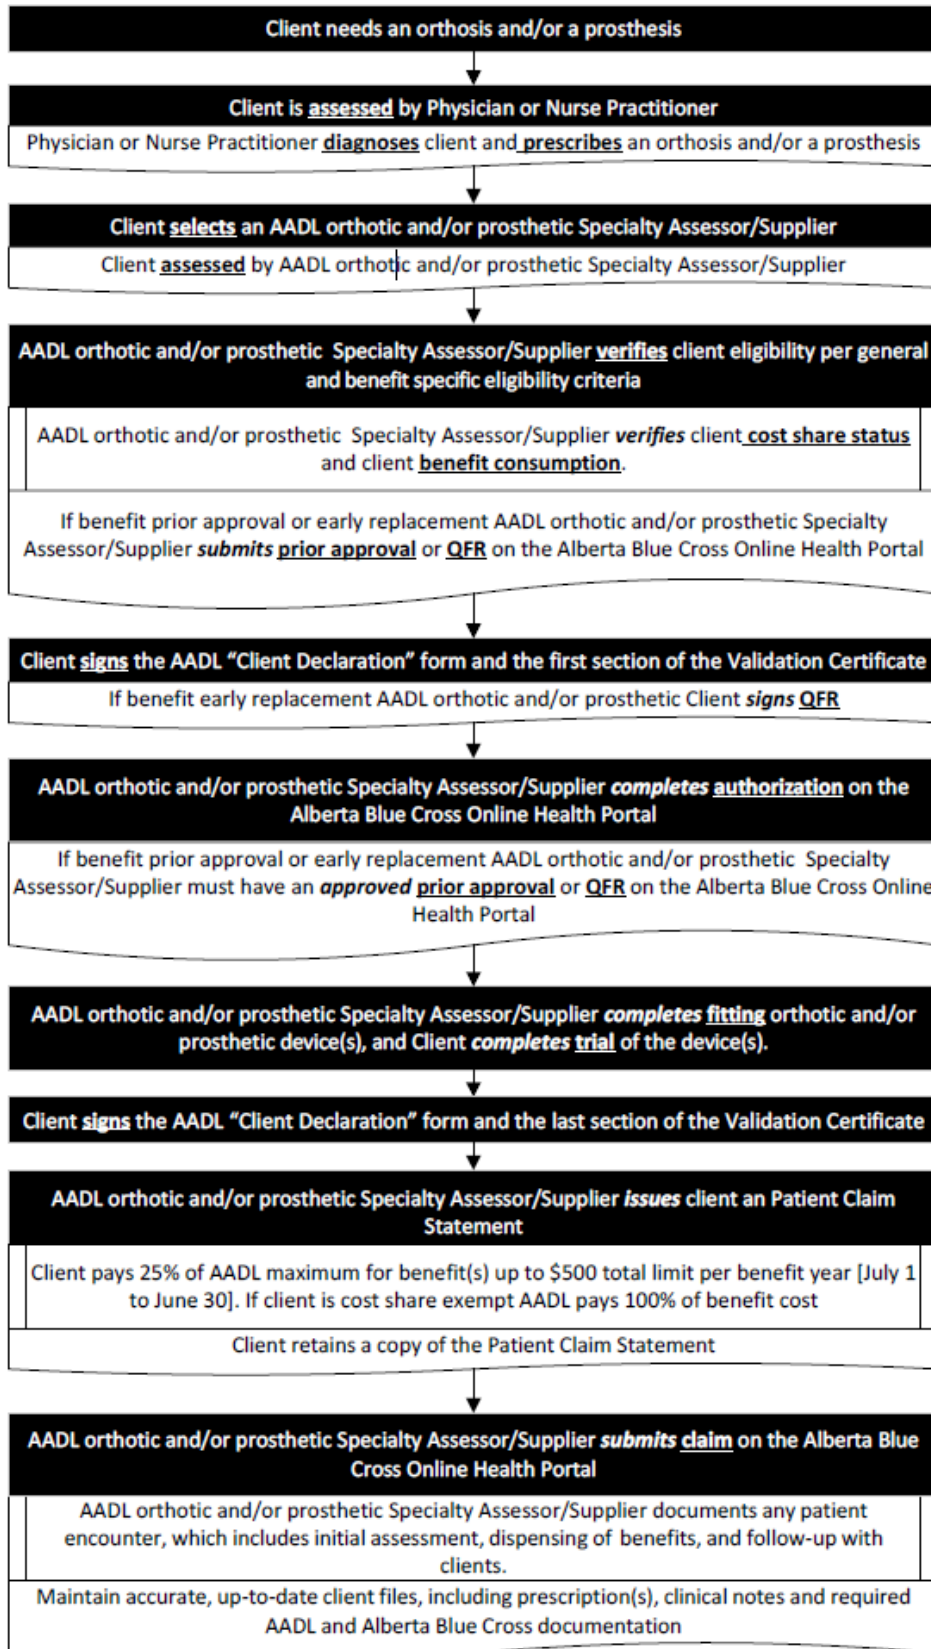 Client needs an orthosis and/or a prosthesis
Client is assessed by Physician or Nurse Practitioner
Physician or Nurse Practitioner diagnoses client and prescribes an orthosis and/or a prosthesis
Client selects an AADL orthotic and/or prosthetic Specialty Assessor/Supplier
Client assessed by AADL orthotic and/or prosthetic Specialty Assessor/Supplier
AADL orthotic and/or prosthetic Specialty Assessor/Supplier verifies client eligibility per general
and benefit specific eligibility criteria
AADL orthotic and/or prosthetic Specialty Assessor/Supplier verifies client cost share status
and client benefit consumption.
If benefit prior approval or early replacement AADL orthotic and/or prosthetic Specialty
Assessor/Supplier submits prior approval or QFR on the Alberta Blue Cross Online Health Portal
Client signs the AADL “Client Declaration” form and the first section of the Validation Certificate
If benefit early replacement AADL orthotic and/or prosthetic Client signs QFR
AADL orthotic and/or prosthetic Specialty Assessor/Supplier completes authorization on the
Alberta Blue Cross Online Health Portal
If benefit prior approval or early replacement AADL orthotic and/or prosthetic Specialty
Assessor/Supplier must have an approved prior approval or QFR on the Alberta Blue Cross Online
Health Portal
AADL orthotic and/or prosthetic Specialty Assessor/Supplier completes fitting orthotic and/or
prosthetic device(s), and Client completes trial of the device(s).
Client signs the AADL “Client Declaration” form and the last section of the Validation Certificate
AADL orthotic and/or prosthetic Specialty Assessor/Supplier issues client an Patient Claim
Statement
Client pays 25% of AADL maximum for benefit(s) up to $500 total limit per benefit year [July 1
to June 30]. If client is cost share exempt AADL pays 100% of benefit cost
Client retains a copy of the Patient Claim Statement
AADL orthotic and/or prosthetic Specialty Assessor/Supplier submits claim on the Alberta Blue
Cross Online Health Portal
AADL orthotic and/or prosthetic Specialty Assessor/Supplier documents any patient
encounter, which includes initial assessment, dispensing of benefits, and follow-up with
clients.
Maintain accurate, up-to-date client files, including prescription(s), clinical notes and required
AADL and Alberta Blue Cross documentation